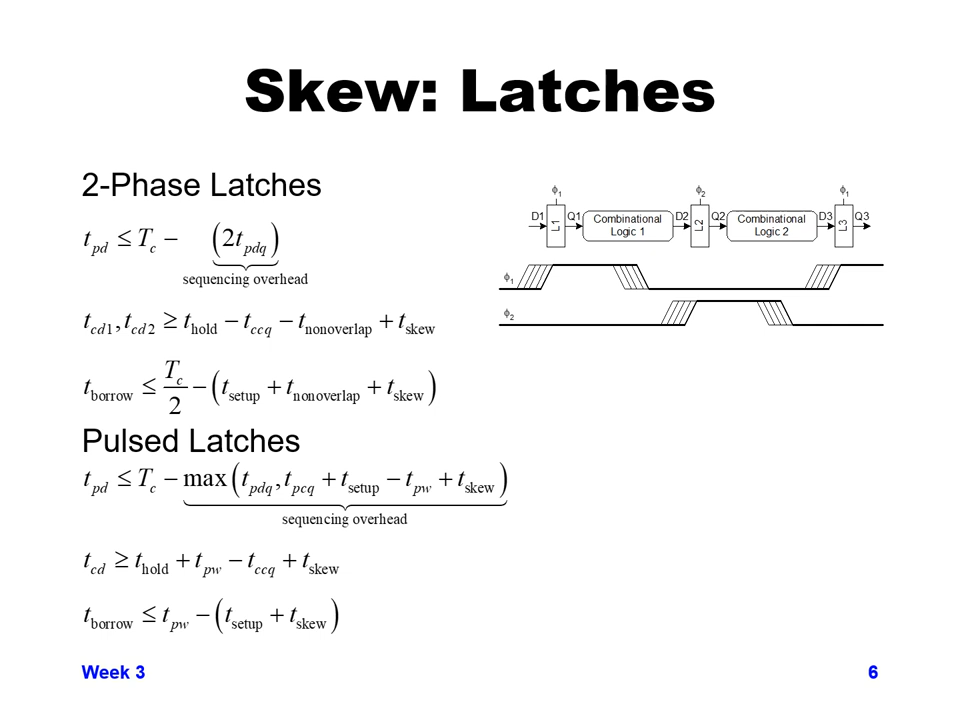 Skew: Latches
2-Phase Latches
t_pd ≤ T_c − (2t_pdq)
sequencing overhead
t_cd1, t_cd2 ≥ t_hold − t_ccq − t_nonoverlap + t_skew
t_borrow ≤ T_c/2 − (t_setup + t_nonoverlap + t_skew)
Pulsed Latches
t_pd ≤ T_c − max(t_pdq, t_pcq + t_setup − t_pw + t_skew)
sequencing overhead
t_cd ≥ t_hold + t_pw − t_ccq + t_skew
t_borrow ≤ t_pw − (t_setup + t_skew)
ϕ1 ϕ2 ϕ1
D1 L1 Q1 Combinational Logic 1 D2 L2 Q2 Combinational Logic 2 D3 L3 Q3
ϕ1
ϕ2
Week 3 6